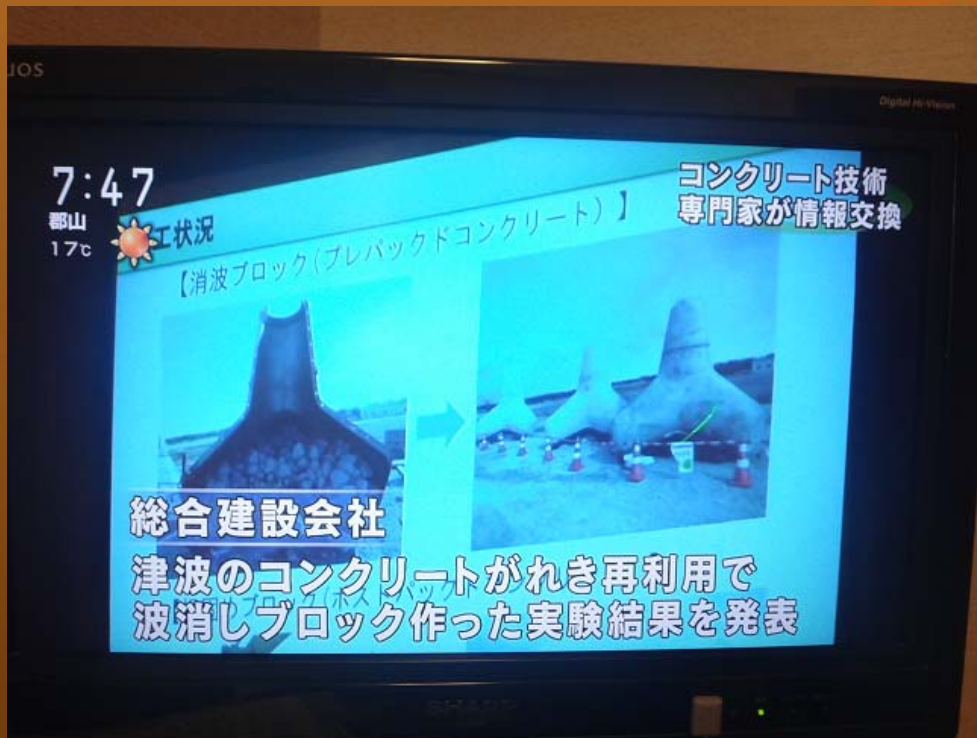 UOS
Digital Hi-Vision
7:47
郡山
17℃
コンクリート技術
専門家が情報交換
工状況
【消波ブロック(プレパックドコンクリート)】
総合建設会社
津波のコンクリートがれき再利用で
波消しブロック作った実験結果を発表
SHARP